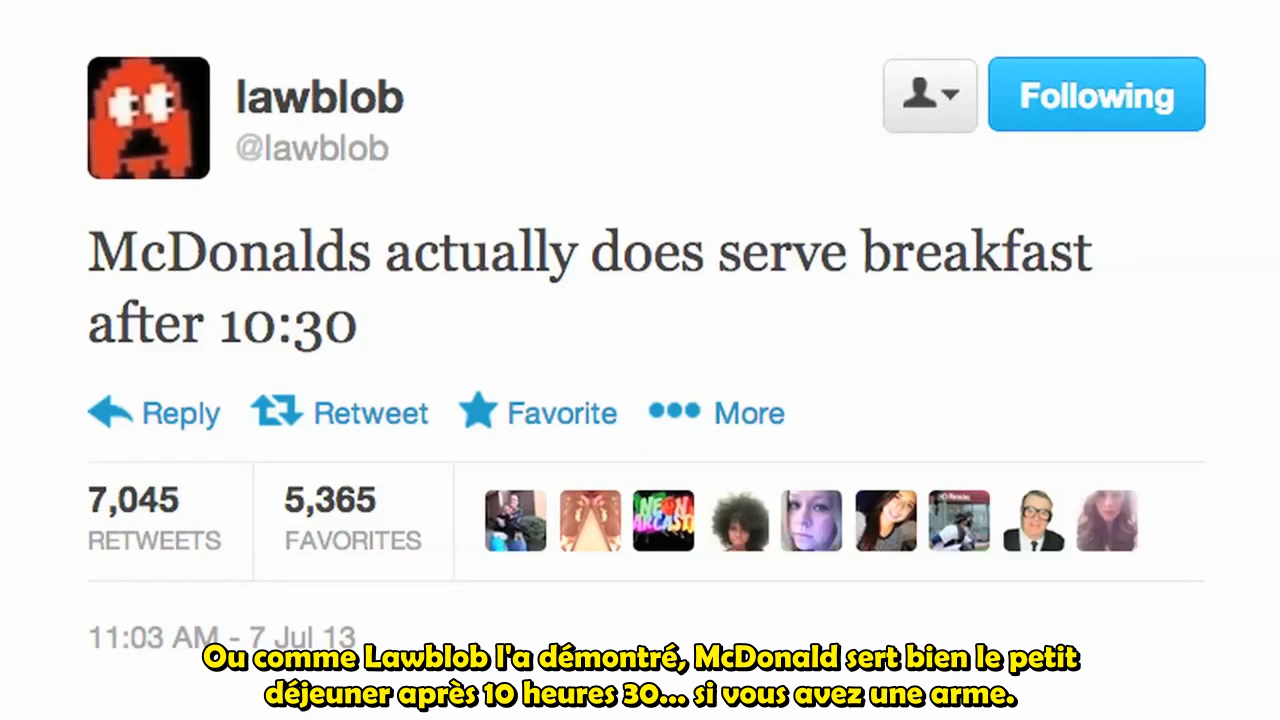 lawblob
@lawblob
Following
McDonalds actually does serve breakfast
after 10:30
Reply Retweet Favorite More
7,045 5,365
RETWEETS FAVORITES
NEON
ARCAST
11:03 AM - 7 Jul 13
Ou comme Lawblob l'a démontré, McDonald sert bien le petit
déjeuner après 10 heures 30... si vous avez une arme.